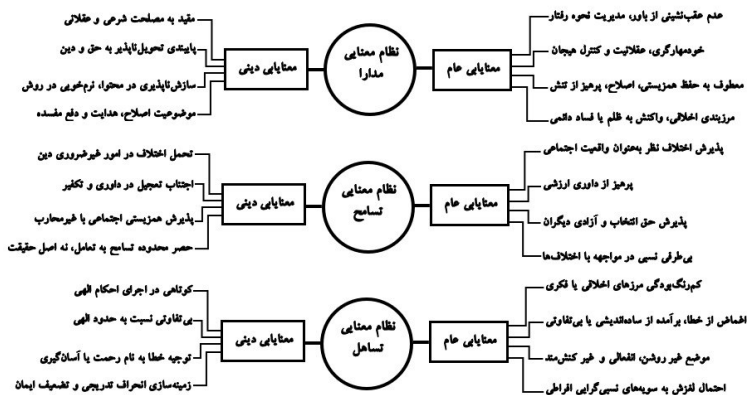 عدم عقب‌نشینی از باور، مدیریت نحوه رفتار
خودمهارگری، عقلانیت و کنترل هیجان
معطوف به حفظ همزیستی، اصلاح، پرهیز از تنش
مرزبندی اخلاقی، واکنش به ظلم یا فساد دائمی
معنایابی عام
نظام معنایی
مدارا
معنایابی دینی
مقید به مصلحت شرعی و عقلانی
پایبندی تحویل‌ناپذیر به حق و دین
سازش‌ناپذیری در محتوا، نرم‌خویی در روش
موضوعیت اصلاح، هدایت و دفع مفسده
پذیرش اختلاف نظر به‌عنوان واقعیت اجتماعی
پرهیز از داوری ارزشی
پذیرش حق انتخاب و آزادی دیگران
بی‌طرفی نسبی در مواجهه با اختلاف‌ها
معنایابی عام
نظام معنایی
تسامح
معنایابی دینی
تحمل اختلاف در امور غیرضروری دین
اجتناب تعجیل در داوری و تکفیر
پذیرش همزیستی اجتماعی با غیرمحارب
حصر محدوده تسامح به تعامل، نه اصل حقیقت
کم‌رنگ‌بودگی مرزهای اخلاقی یا فکری
اغماض از خطا، برآمده از ساده‌اندیشی یا بی‌تفاوتی
موضع غیر روشن، انفعالی و غیر کنش‌مند
احتمال لغزش به سویه‌های نسبی‌گرایی افراطی
معنایابی عام
نظام معنایی
تساهل
معنایابی دینی
کوتاهی در اجرای احکام الهی
بی‌تفاوتی نسبت به حدود الهی
توجیه خطا به نام رحمت یا آسان‌گیری
زمینه‌سازی انحراف تدریجی و تضعیف ایمان